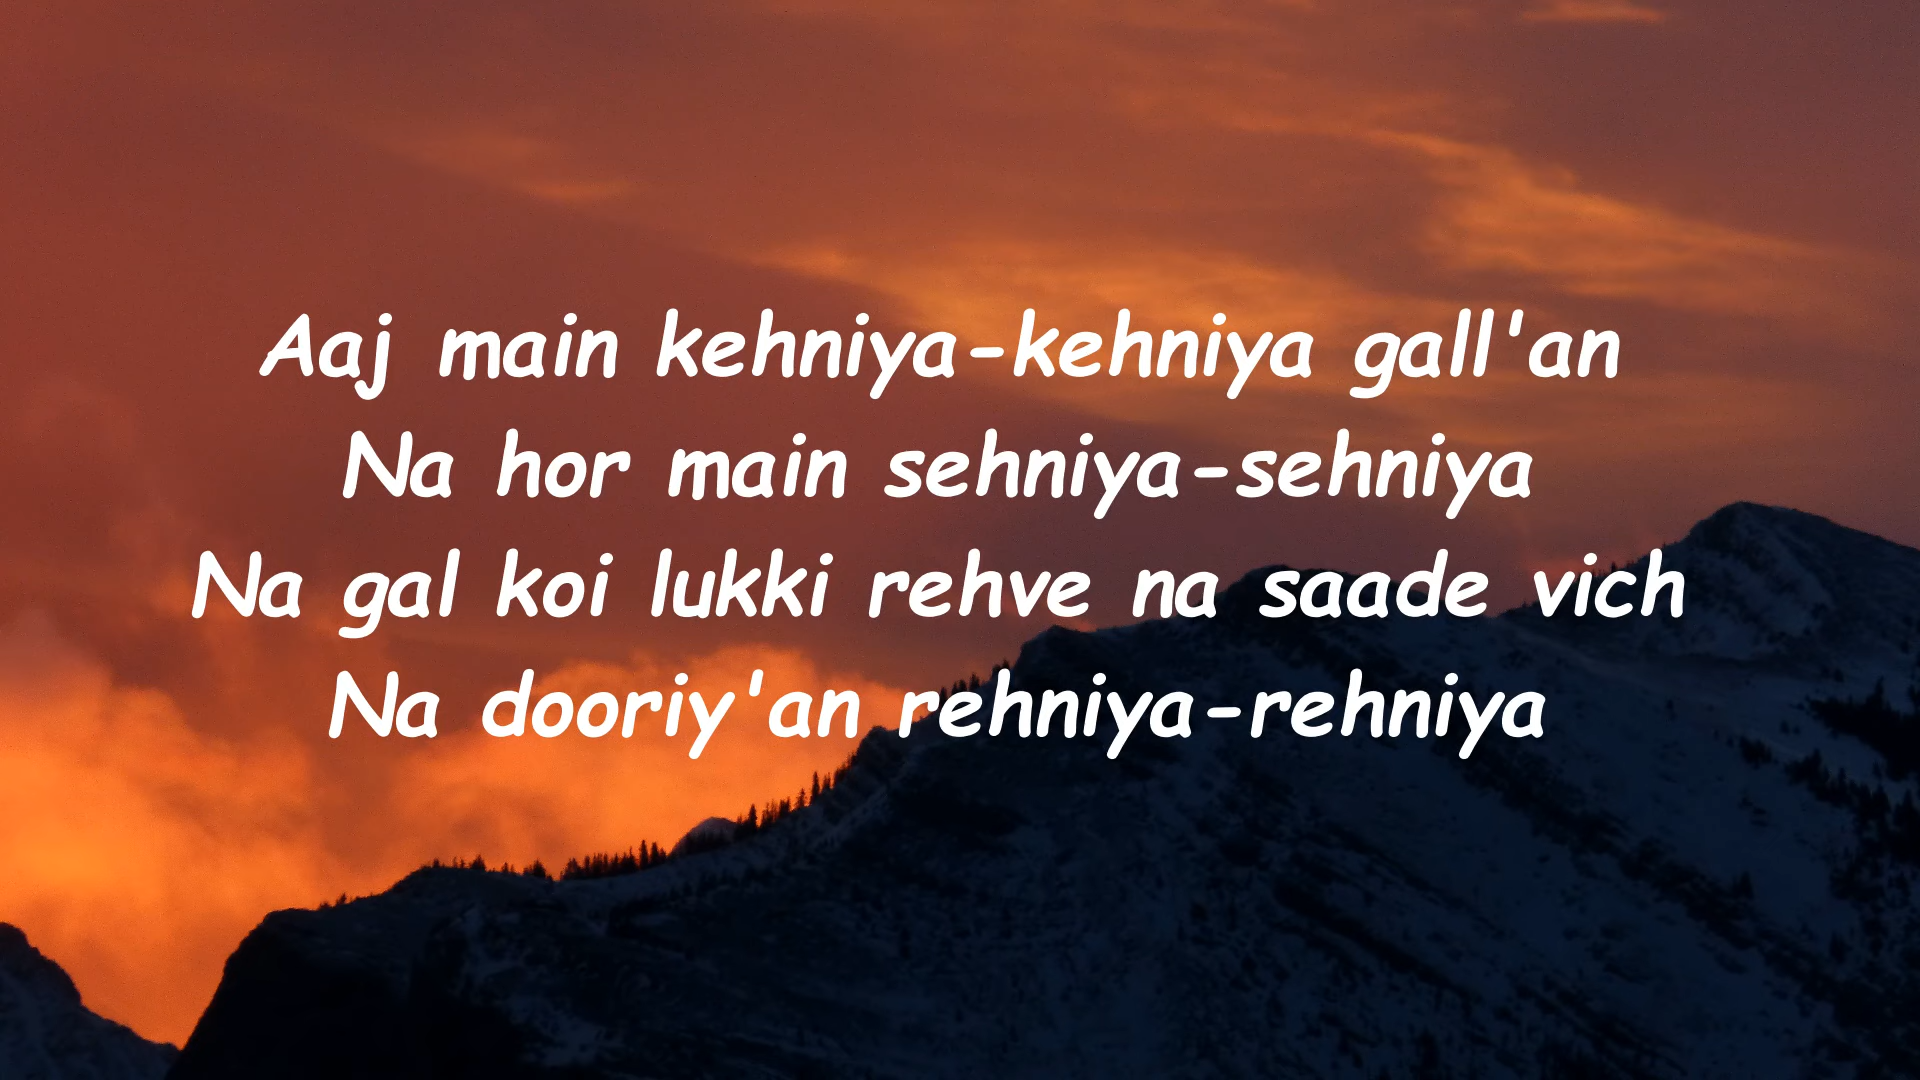 Aaj main kehniya-kehniya gall'an
Na hor main sehniya-sehniya
Na gal koi lukki rehve na saade vich
Na dooriy'an rehniya-rehniya